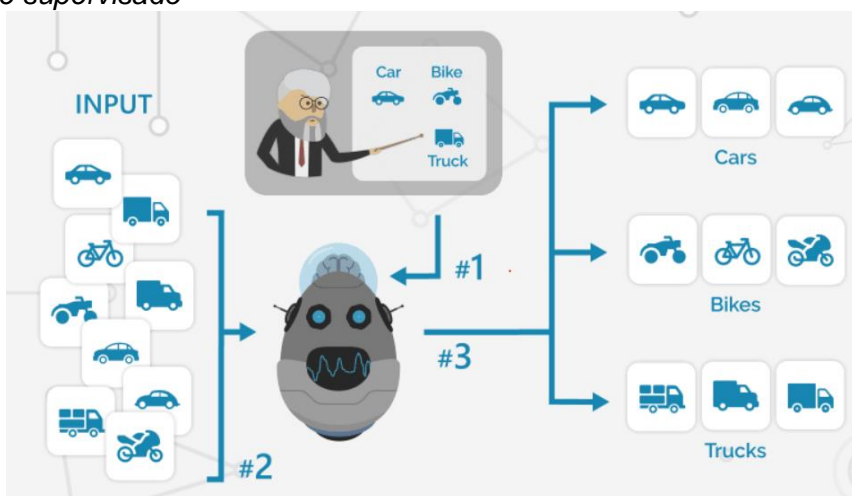 supervisado
INPUT
Car Bike
Truck
#1
#2
#3
Cars
Bikes
Trucks